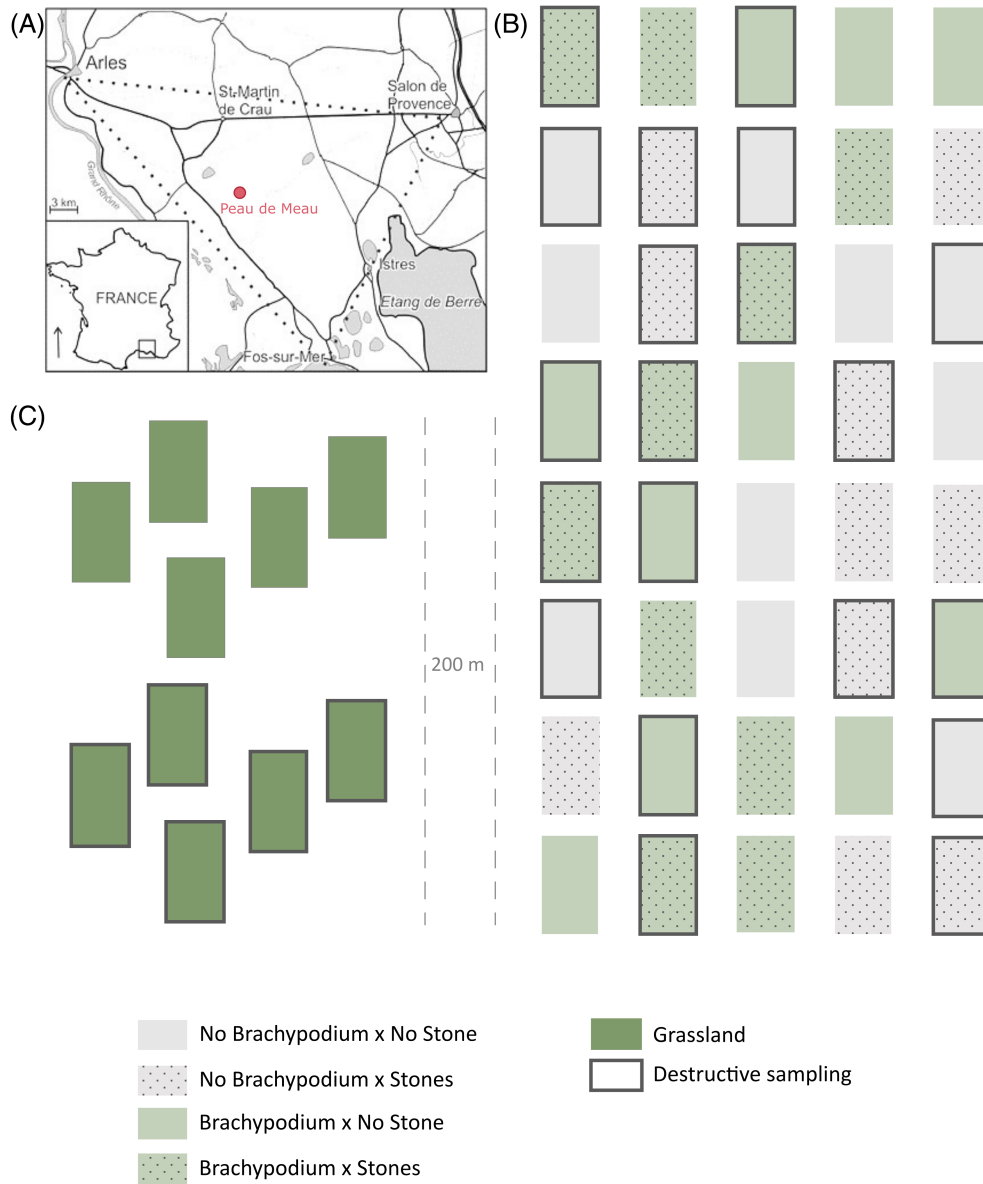 (A)
Arles
St-Martin
de Crau
Salon de
Provence
Grand Rhône
3 km
Peau de Meau
FRANCE
Istres
Etang de Berre
Fos-sur-Mer
(B)
(C)
200 m
No Brachypodium x No Stone
No Brachypodium x Stones
Brachypodium x No Stone
Brachypodium x Stones
Grassland
Destructive sampling